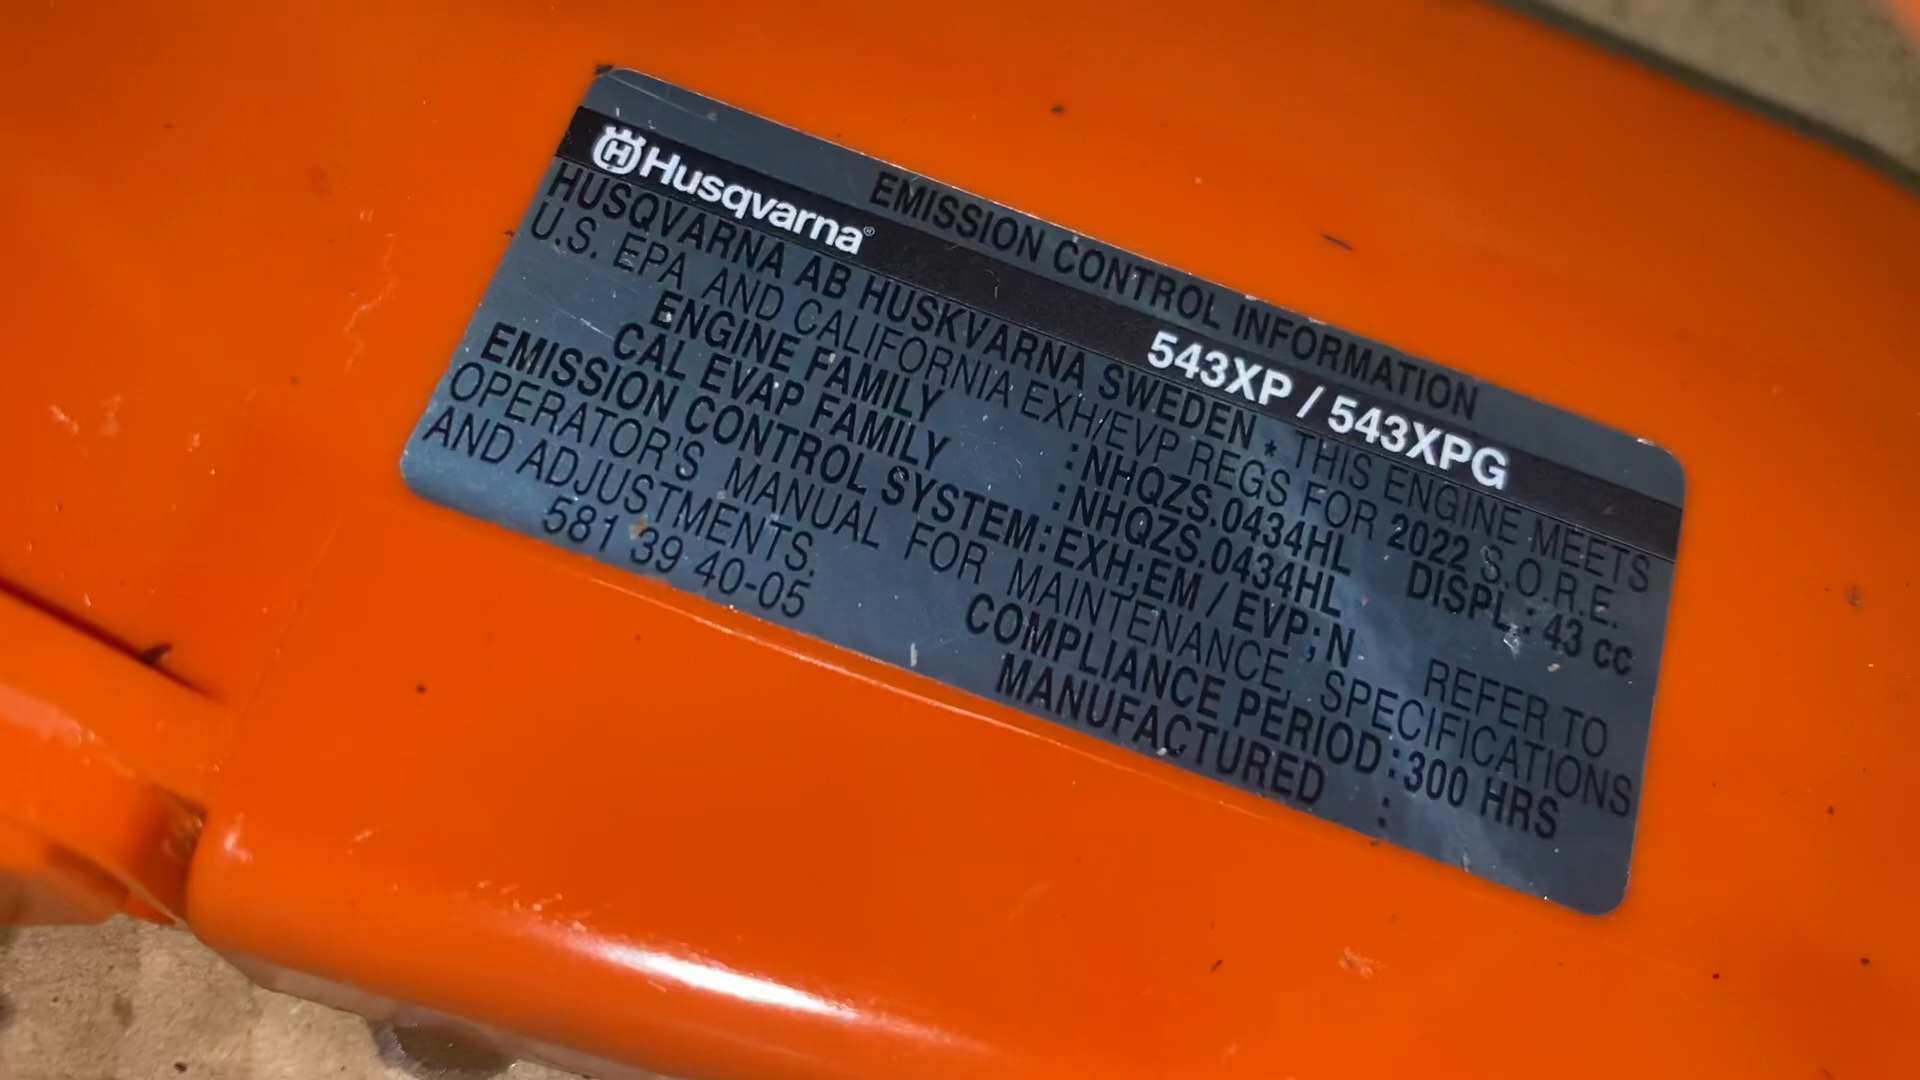 EMISSION CONTROL INFORMATION
Husqvarna® 543XP / 543XPG
HUSQVARNA AB HUSKVARNA SWEDEN * THIS ENGINE MEETS
U.S. EPA AND CALIFORNIA EXH/EVP REGS FOR 2022 S.O.R.E.
ENGINE FAMILY : NHQZS.0434HL DISPL : 43 cc
CAL EVAP FAMILY : NHQZS.0434HL
EMISSION CONTROL SYSTEM : EXH;EM / EVP;N REFER TO
OPERATOR'S MANUAL FOR MAINTENANCE, SPECIFICATIONS
AND ADJUSTMENTS. COMPLIANCE PERIOD : 300 HRS
581 39 40-05 MANUFACTURED :